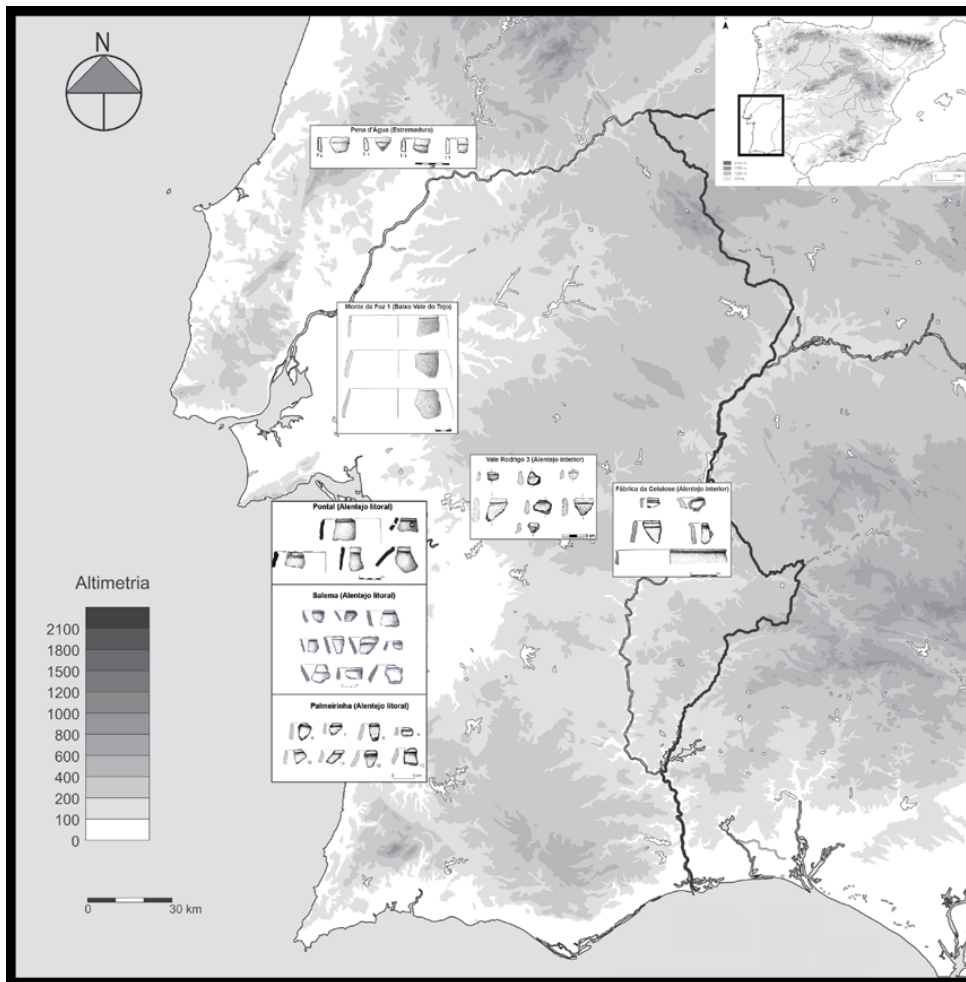 N
Pena d'Água (Estremadura)
Monte da Foz 1 (Baixo Vale do Tejo)
Vale Rodrigo 3 (Alentejo interior)
Fábrica da Celulose (Alentejo interior)
Pontal (Alentejo litoral)
Salema (Alentejo litoral)
Palmeirinha (Alentejo litoral)
Altimetria
2100
1800
1500
1200
1000
800
600
400
200
100
0
0 30 km